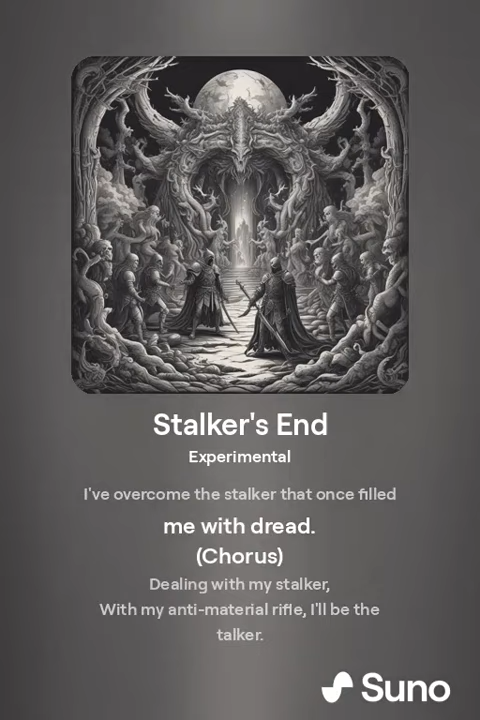 Stalker's End
Experimental
I've overcome the stalker that once filled
me with dread.
(Chorus)
Dealing with my stalker,
With my anti-material rifle, I'll be the
talker.
Suno